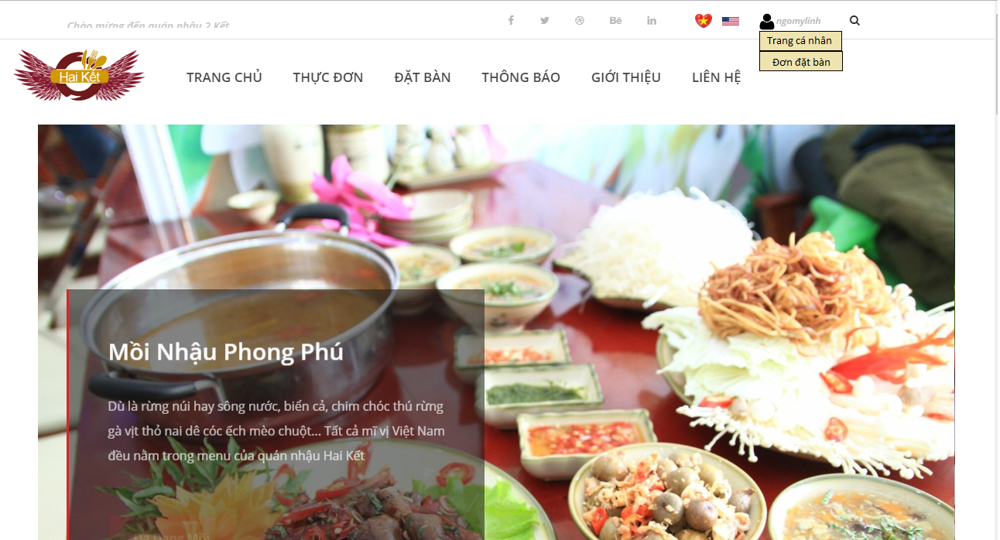 Chào mừng đến quán nhậu 2 Kết
ngomylinh
Trang cá nhân
Đơn đặt bàn
Hai Kết
TRANG CHỦ THỰC ĐƠN ĐẶT BÀN THÔNG BÁO GIỚI THIỆU LIÊN HỆ
Mồi Nhậu Phong Phú
Dù là rừng núi hay sông nước, biển cả, chim chóc thú rừng
gà vịt thỏ nai dê cóc ếch mèo chuột... Tất cả mĩ vị Việt Nam
đều nằm trong menu của quán nhậu Hai Kết